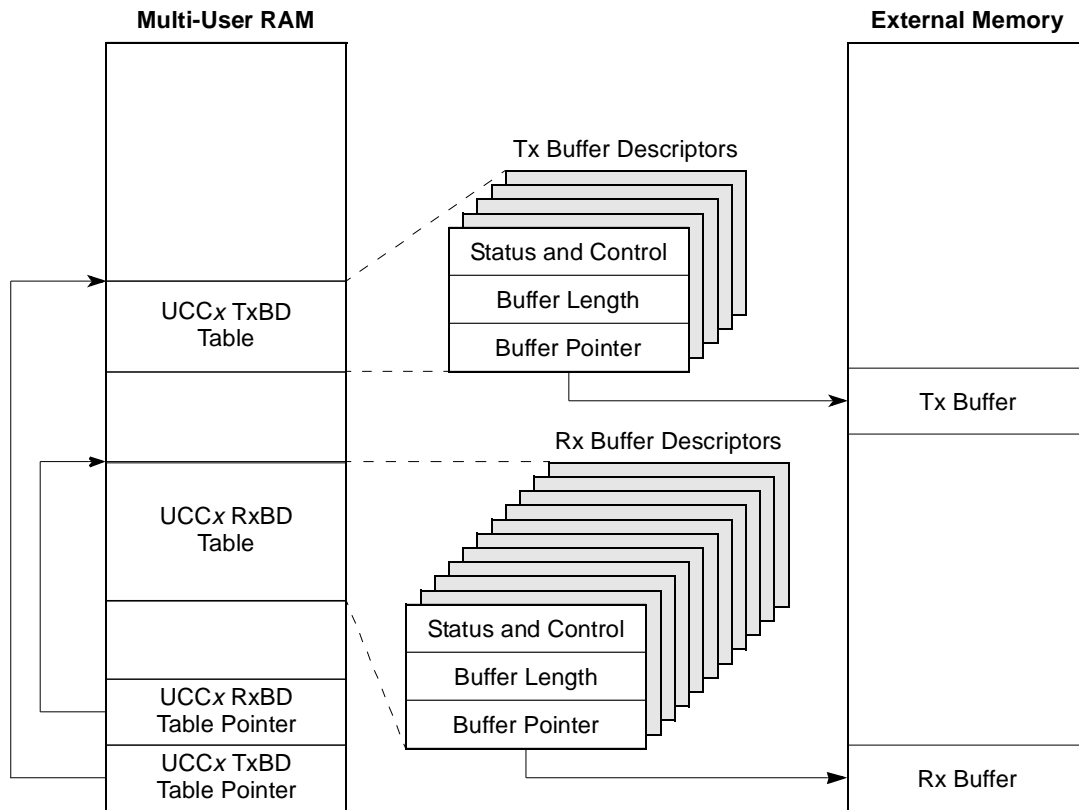 Multi-User RAM
External Memory
Tx Buffer Descriptors
Status and Control
Buffer Length
Buffer Pointer
UCCx TxBD
Table
Tx Buffer
Rx Buffer Descriptors
UCCx RxBD
Table
Status and Control
Buffer Length
Buffer Pointer
UCCx RxBD
Table Pointer
UCCx TxBD
Table Pointer
Rx Buffer